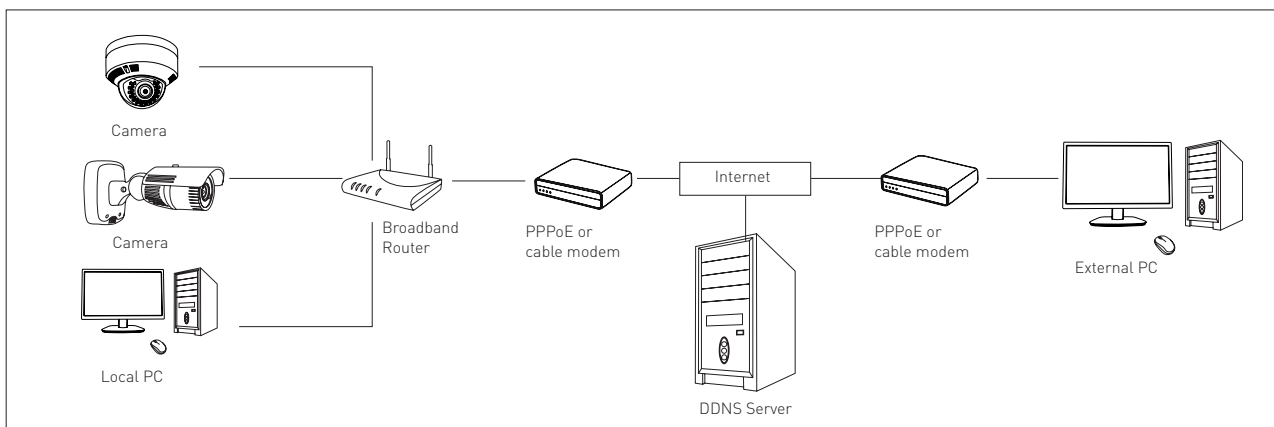 Camera
Camera
Local PC
Broadband
Router
PPPoE or
cable modem
Internet
DDNS Server
PPPoE or
cable modem
External PC